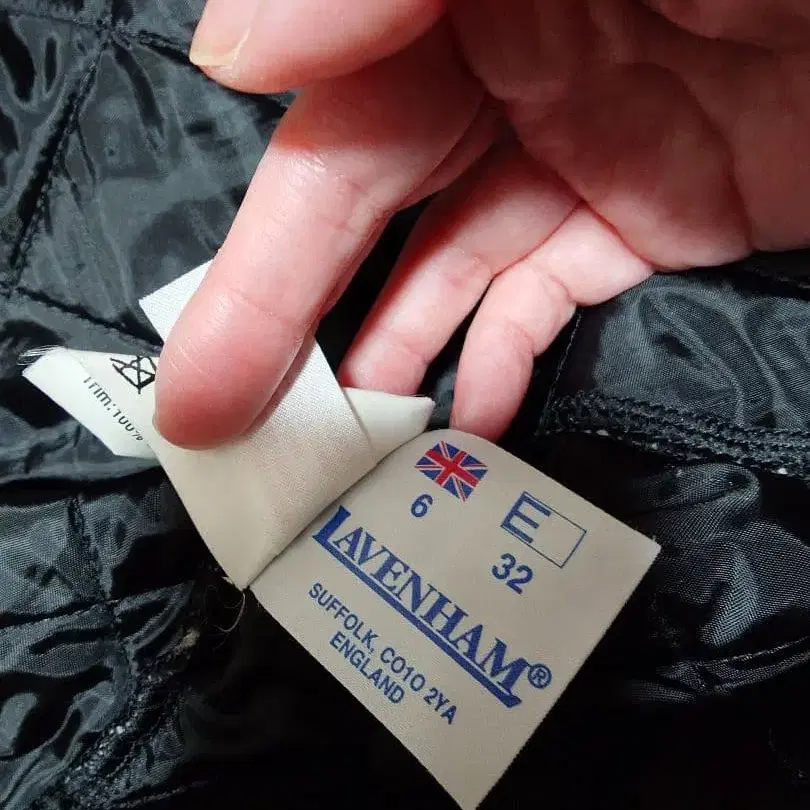 Trim:100%
6 E
32
LAVENHAM®
SUFFOLK, CO10 2YA
ENGLAND